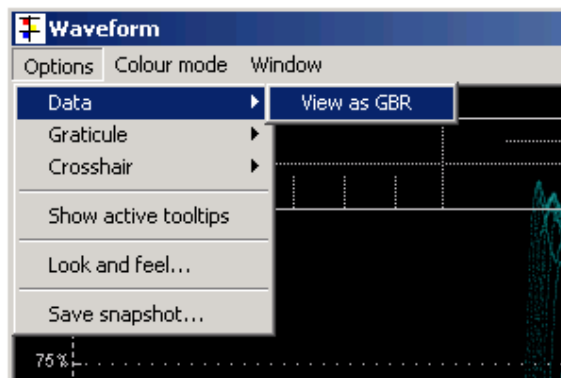 Waveform
Options Colour mode Window
Data View as GBR
Graticule
Crosshair
Show active tooltips
Look and feel...
Save snapshot...
75%